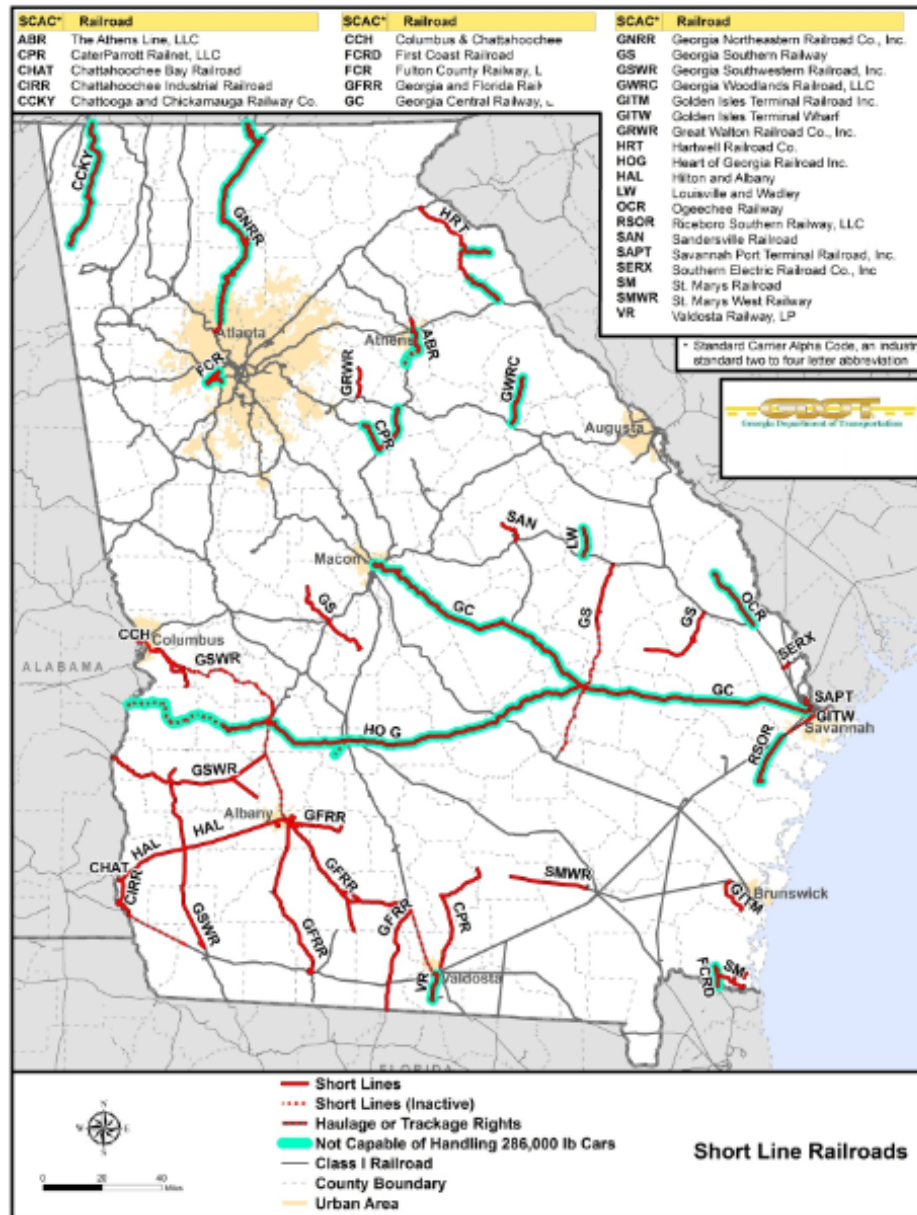 SCAC* Railroad
ABR The Athens Line, LLC
CPR CaterParrott Railnet, LLC
CHAT Chattahoochee Bay Railroad
CIRR Chattahoochee Industrial Railroad
CCKY Chattooga and Chickamauga Railway Co.
SCAC* Railroad
CCH Columbus & Chattahoochee
FCRD First Coast Railroad
FCR Fulton County Railway, L
GFRR Georgia and Florida Rail
GC Georgia Central Railway,
SCAC* Railroad
GNRR Georgia Northeastern Railroad Co., Inc.
GS Georgia Southern Railway
GSWR Georgia Southwestern Railroad, Inc.
GWRC Georgia Woodlands Railroad, LLC
GITM Golden Isles Terminal Railroad Inc.
GITW Golden Isles Terminal Wharf
GRWR Great Walton Railroad Co., Inc.
HRT Hartwell Railroad Co.
HOG Heart of Georgia Railroad Inc.
HAL Hilton and Albany
LW Louisville and Wadley
OCR Ogeechee Railway
RSOR Riceboro Southern Railway, LLC
SAN Sandersville Railroad
SAPT Savannah Port Terminal Railroad, Inc.
SERX Southern Electric Railroad Co., Inc
SM St. Marys Railroad
SMWR St. Marys West Railway
VR Valdosta Railway, LP
* Standard Carrier Alpha Code, an industry
standard two to four letter abbreviation
GDOT
Georgia Department of Transportation
CCKY
GNRR
HRT
Atlanta
Athens
ABR
FCR
GRWR
GWRC
CPR
Augusta
SAN
LW
Macon
GC
GS
GS
GS
OCR
CCH
Columbus
GSWR
SERX
ALABAMA
GC
SAPT
GITW
Savannah
HO G
RSOR
GSWR
Albany
GFRR
HAL
HAL
CHAT
CIRR
GFRR
SMWR
GITM
Brunswick
GSWR
GFRR
GFRR
CPR
VR
Valdosta
FCRD
SM
FLORIDA
W
E
S
0 20 40
Miles
Short Lines
Short Lines (Inactive)
Haulage or Trackage Rights
Not Capable of Handling 286,000 lb Cars
Class I Railroad
County Boundary
Urban Area
Short Line Railroads